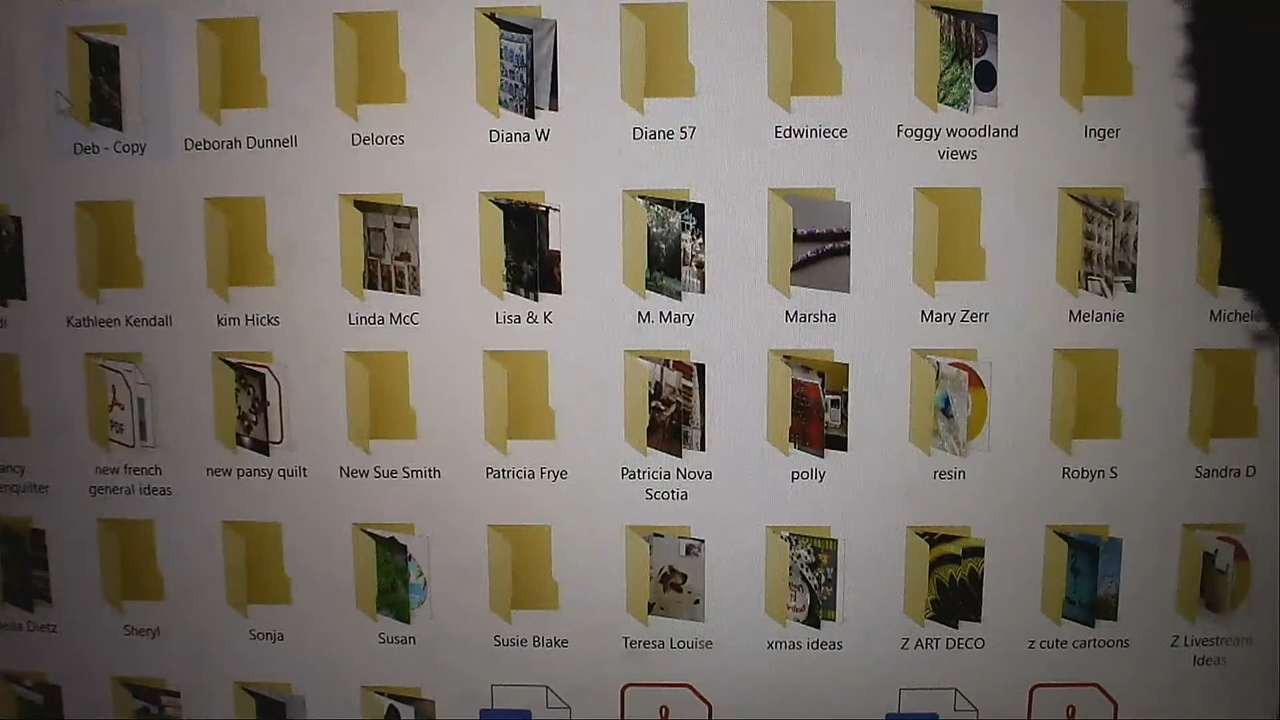 Deb - Copy
Deborah Dunnell
Delores
Diana W
Diane 57
Edwiniece
Foggy woodland
views
Inger
Kathleen Kendall
kim Hicks
Linda McC
Lisa & K
M. Mary
Marsha
Mary Zerr
Melanie
Michele
PDF
new french
general ideas
new pansy quilt
New Sue Smith
Patricia Frye
Patricia Nova
Scotia
polly
resin
Robyn S
Sandra D
Dietz
Sheryl
Sonja
Susan
Susie Blake
Teresa Louise
xmas ideas
Z ART DECO
z cute cartoons
Z Livestream
Ideas